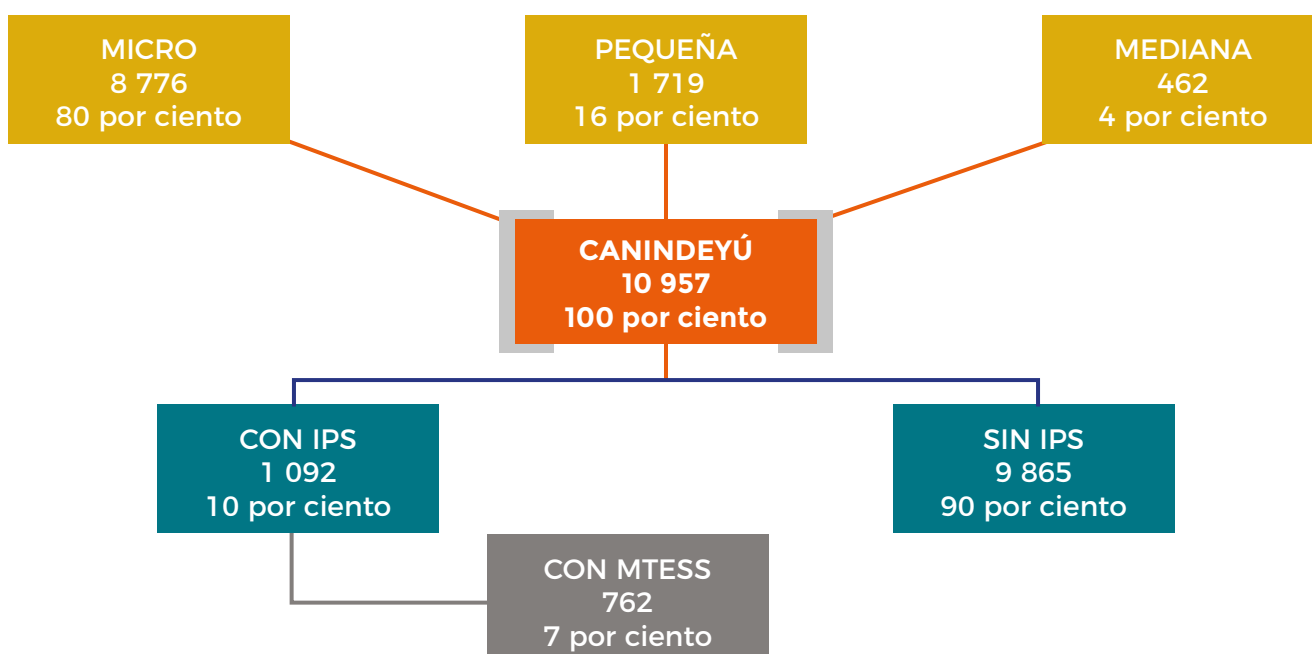 MICRO
8 776
80 por ciento
PEQUEÑA
1 719
16 por ciento
MEDIANA
462
4 por ciento
CANINDEYÚ
10 957
100 por ciento
CON IPS
1 092
10 por ciento
SIN IPS
9 865
90 por ciento
CON MTESS
762
7 por ciento